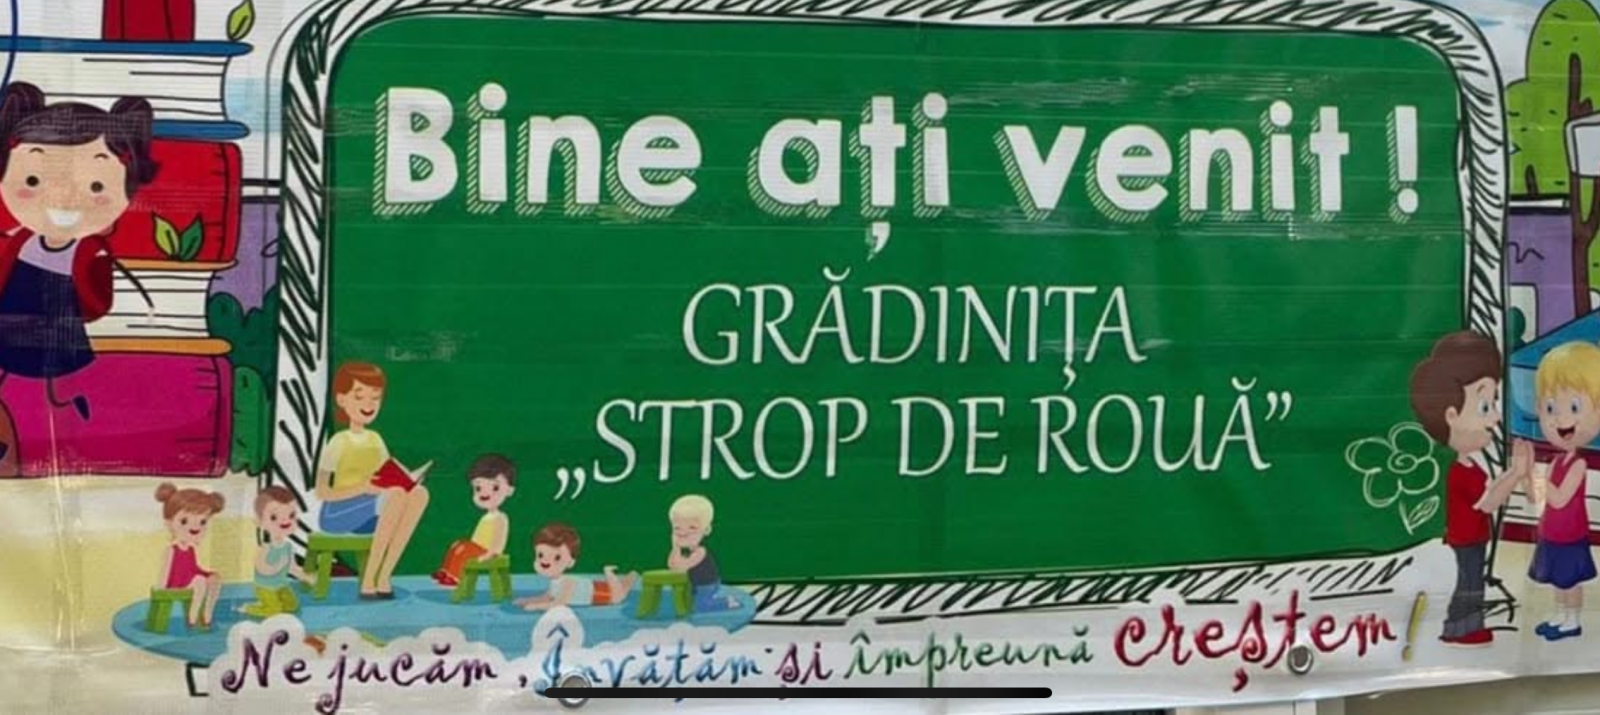 Bine ați venit !
GRĂDINIȚA
„STROP DE ROUĂ”
Ne jucăm, Învățăm și împreună creștem!